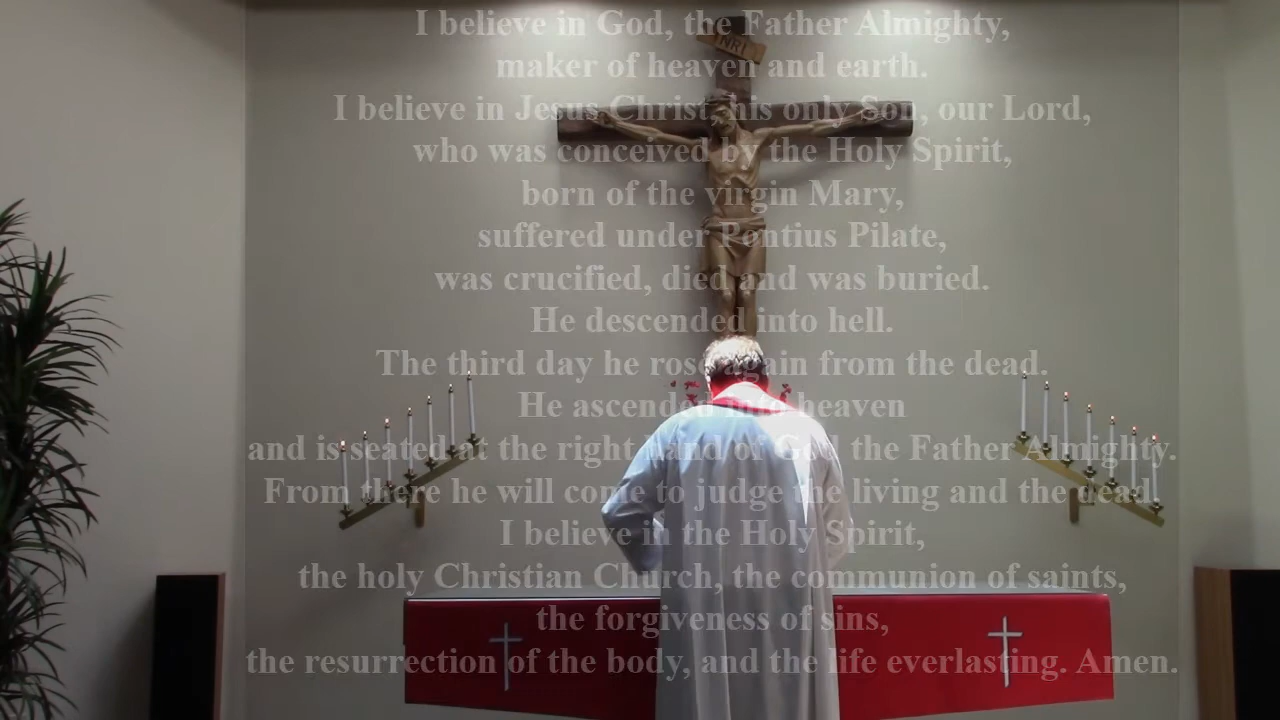 I believe in God, the Father Almighty,
INRI
maker of heaven and earth.
I believe in Jesus Christ, his only Son, our Lord,
who was conceived by the Holy Spirit,
born of the virgin Mary,
suffered under Pontius Pilate,
was crucified, died and was buried.
He descended into hell.
The third day he rose again from the dead.
He ascended into heaven
and is seated at the right hand of God the Father Almighty.
From there he will come to judge the living and the dead.
I believe in the Holy Spirit,
the holy Christian Church, the communion of saints,
the forgiveness of sins,
the resurrection of the body, and the life everlasting. Amen.